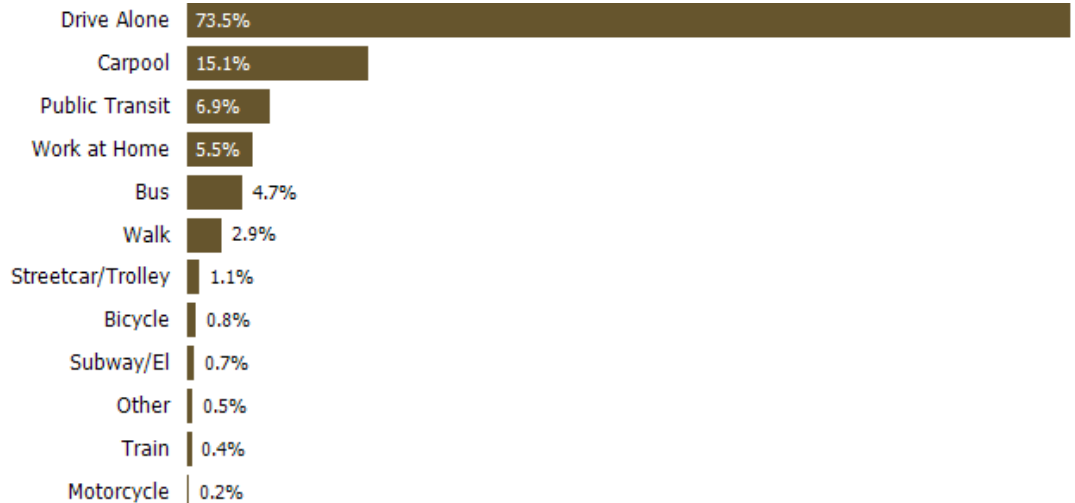 Drive Alone 73.5%
Carpool 15.1%
Public Transit 6.9%
Work at Home 5.5%
Bus 4.7%
Walk 2.9%
Streetcar/Trolley 1.1%
Bicycle 0.8%
Subway/El 0.7%
Other 0.5%
Train 0.4%
Motorcycle 0.2%